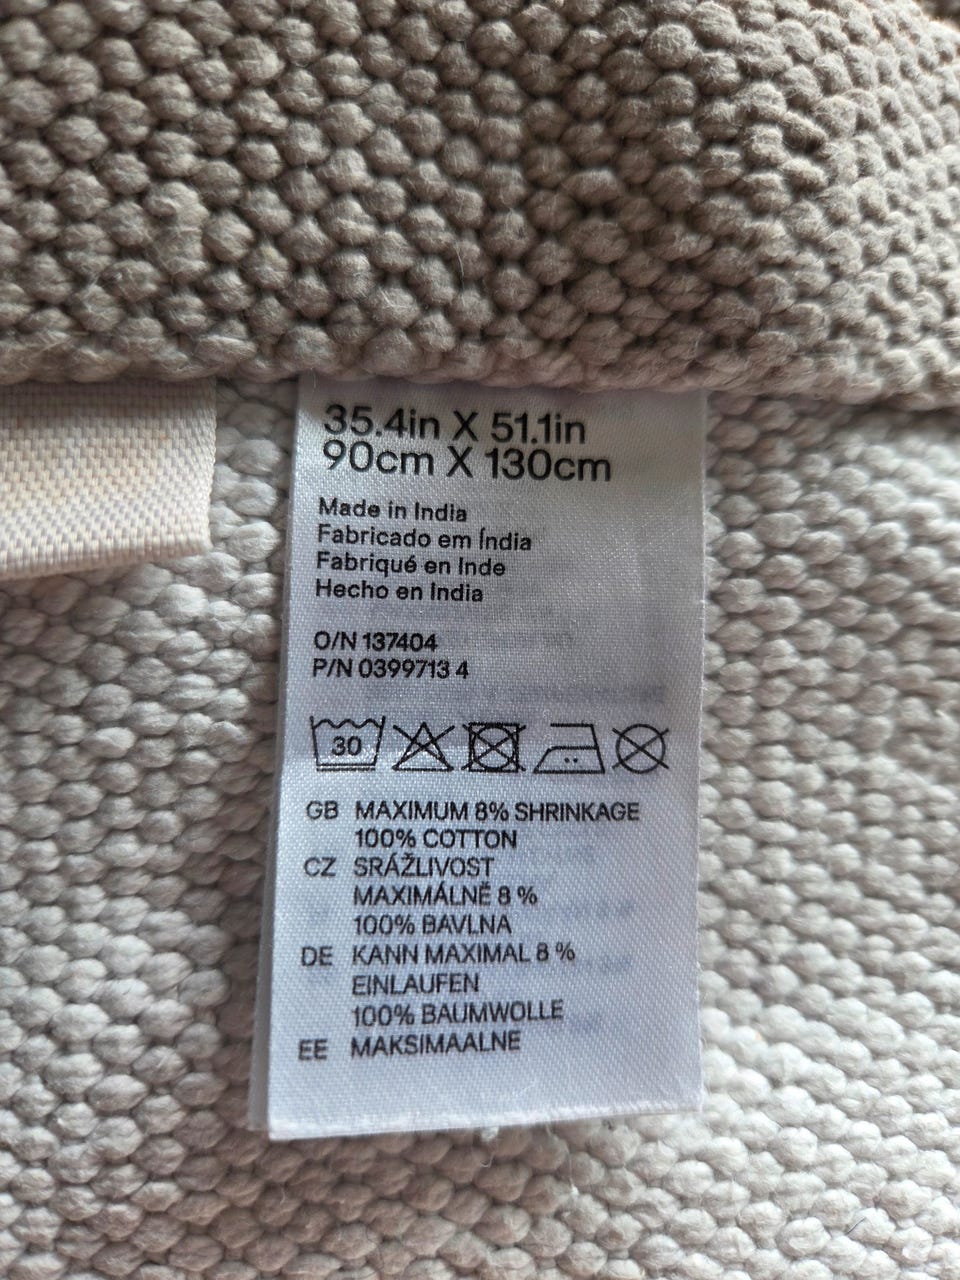 35.4in X 51.1in
90cm X 130cm
Made in India
Fabricado em Índia
Fabriqué en Inde
Hecho en India
O/N 137404
P/N 0399713 4
30
GB MAXIMUM 8% SHRINKAGE
100% COTTON
CZ SRÁŽLIVOST
MAXIMÁLNĚ 8 %
100% BAVLNA
DE KANN MAXIMAL 8 %
EINLAUFEN
100% BAUMWOLLE
EE MAKSIMAALNE